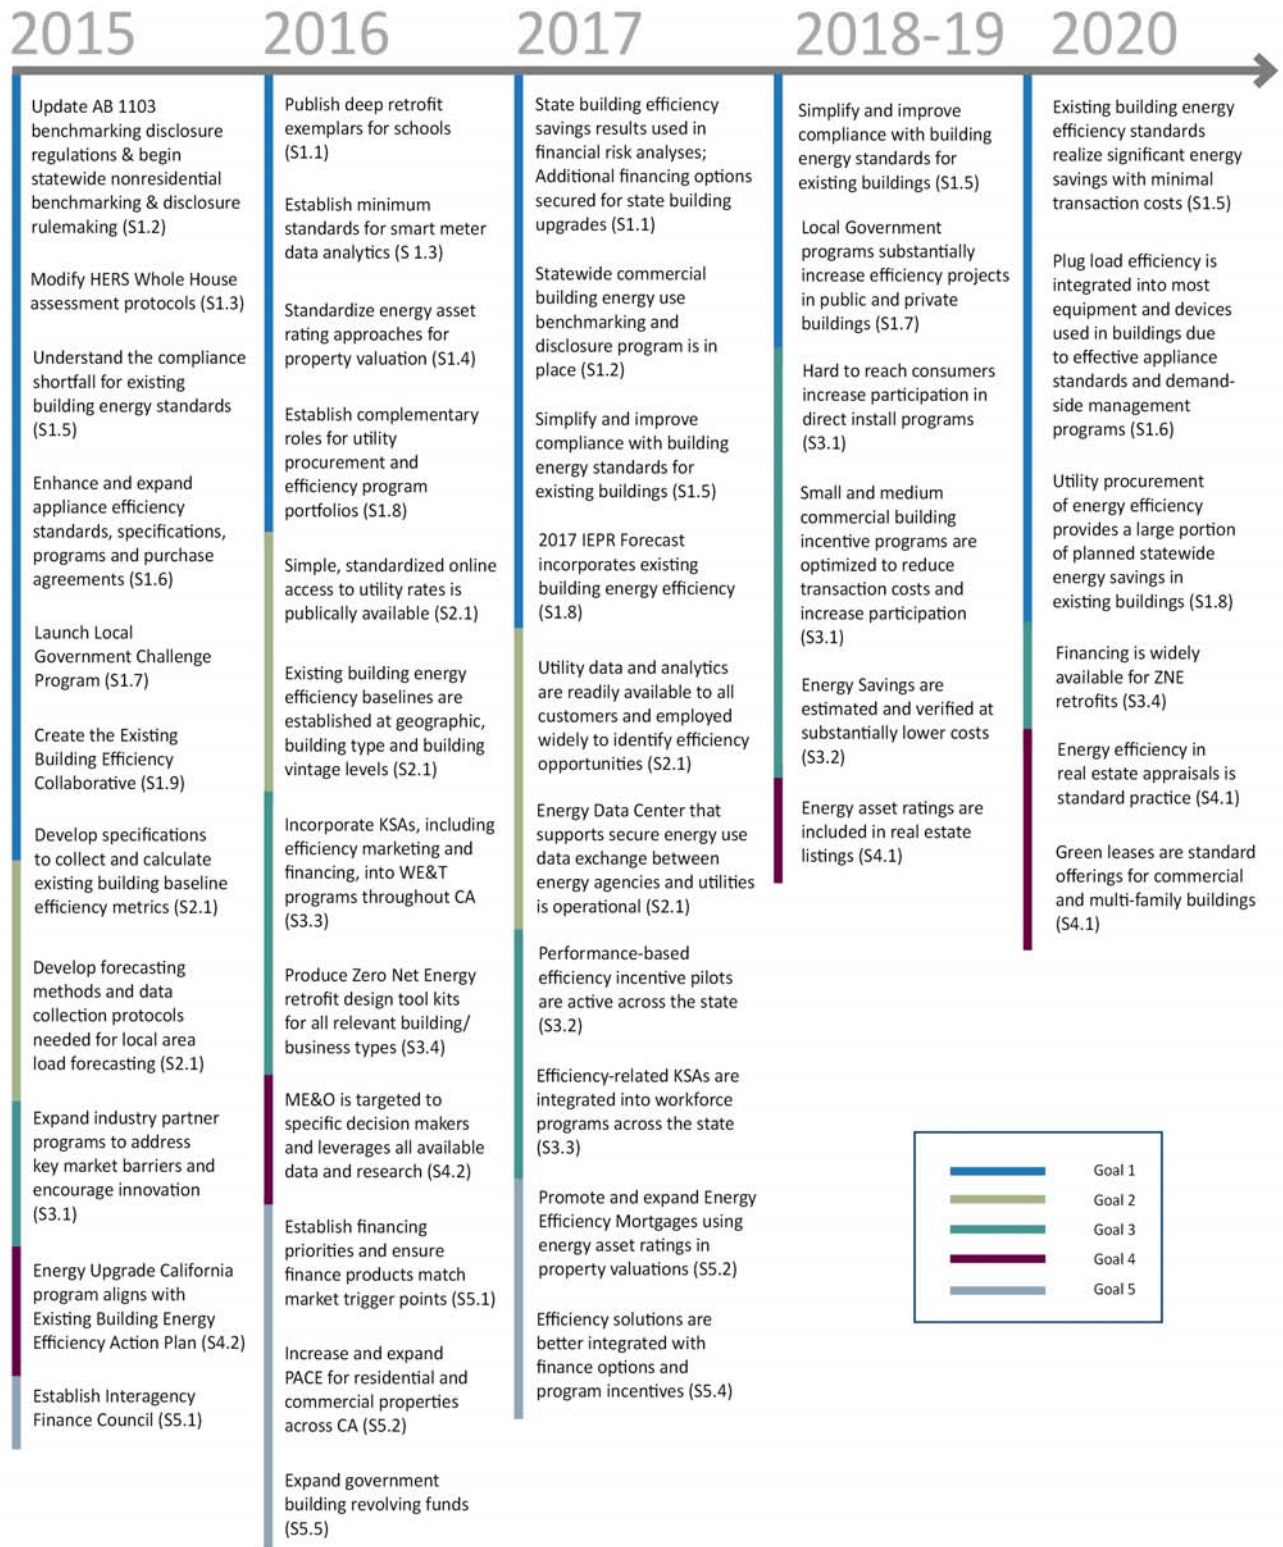 2015
2016
2017
2018-19
2020
Update AB 1103
benchmarking disclosure
regulations & begin
statewide nonresidential
benchmarking & disclosure
rulemaking (S1.2)
Modify HERS Whole House
assessment protocols (S1.3)
Understand the compliance
shortfall for existing
building energy standards
(S1.5)
Enhance and expand
appliance efficiency
standards, specifications,
programs and purchase
agreements (S1.6)
Launch Local
Government Challenge
Program (S1.7)
Create the Existing
Building Efficiency
Collaborative (S1.9)
Develop specifications
to collect and calculate
existing building baseline
efficiency metrics (S2.1)
Develop forecasting
methods and data
collection protocols
needed for local area
load forecasting (S2.1)
Expand industry partner
programs to address
key market barriers and
encourage innovation
(S3.1)
Energy Upgrade California
program aligns with
Existing Building Energy
Efficiency Action Plan (S4.2)
Establish Interagency
Finance Council (S5.1)
Publish deep retrofit
exemplars for schools
(S1.1)
Establish minimum
standards for smart meter
data analytics (S 1.3)
Standardize energy asset
rating approaches for
property valuation (S1.4)
Establish complementary
roles for utility
procurement and
efficiency program
portfolios (S1.8)
Simple, standardized online
access to utility rates is
publically available (S2.1)
Existing building energy
efficiency baselines are
established at geographic,
building type and building
vintage levels (S2.1)
Incorporate KSAs, including
efficiency marketing and
financing, into WE&T
programs throughout CA
(S3.3)
Produce Zero Net Energy
retrofit design tool kits
for all relevant building/
business types (S3.4)
ME&O is targeted to
specific decision makers
and leverages all available
data and research (S4.2)
Establish financing
priorities and ensure
finance products match
market trigger points (S5.1)
Increase and expand
PACE for residential and
commercial properties
across CA (S5.2)
Expand government
building revolving funds
(S5.5)
State building efficiency
savings results used in
financial risk analyses;
Additional financing options
secured for state building
upgrades (S1.1)
Statewide commercial
building energy use
benchmarking and
disclosure program is in
place (S1.2)
Simplify and improve
compliance with building
energy standards for
existing buildings (S1.5)
2017 IEPR Forecast
incorporates existing
building energy efficiency
(S1.8)
Utility data and analytics
are readily available to all
customers and employed
widely to identify efficiency
opportunities (S2.1)
Energy Data Center that
supports secure energy use
data exchange between
energy agencies and utilities
is operational (S2.1)
Performance-based
efficiency incentive pilots
are active across the state
(S3.2)
Efficiency-related KSAs are
integrated into workforce
programs across the state
(S3.3)
Promote and expand Energy
Efficiency Mortgages using
energy asset ratings in
property valuations (S5.2)
Efficiency solutions are
better integrated with
finance options and
program incentives (S5.4)
Simplify and improve
compliance with building
energy standards for
existing buildings (S1.5)
Local Government
programs substantially
increase efficiency projects
in public and private
buildings (S1.7)
Hard to reach consumers
increase participation in
direct install programs
(S3.1)
Small and medium
commercial building
incentive programs are
optimized to reduce
transaction costs and
increase participation
(S3.1)
Energy Savings are
estimated and verified at
substantially lower costs
(S3.2)
Energy asset ratings are
included in real estate
listings (S4.1)
Existing building energy
efficiency standards
realize significant energy
savings with minimal
transaction costs (S1.5)
Plug load efficiency is
integrated into most
equipment and devices
used in buildings due
to effective appliance
standards and demand-
side management
programs (S1.6)
Utility procurement
of energy efficiency
provides a large portion
of planned statewide
energy savings in
existing buildings (S1.8)
Financing is widely
available for ZNE
retrofits (S3.4)
Energy efficiency in
real estate appraisals is
standard practice (S4.1)
Green leases are standard
offerings for commercial
and multi-family buildings
(S4.1)
Goal 1
Goal 2
Goal 3
Goal 4
Goal 5